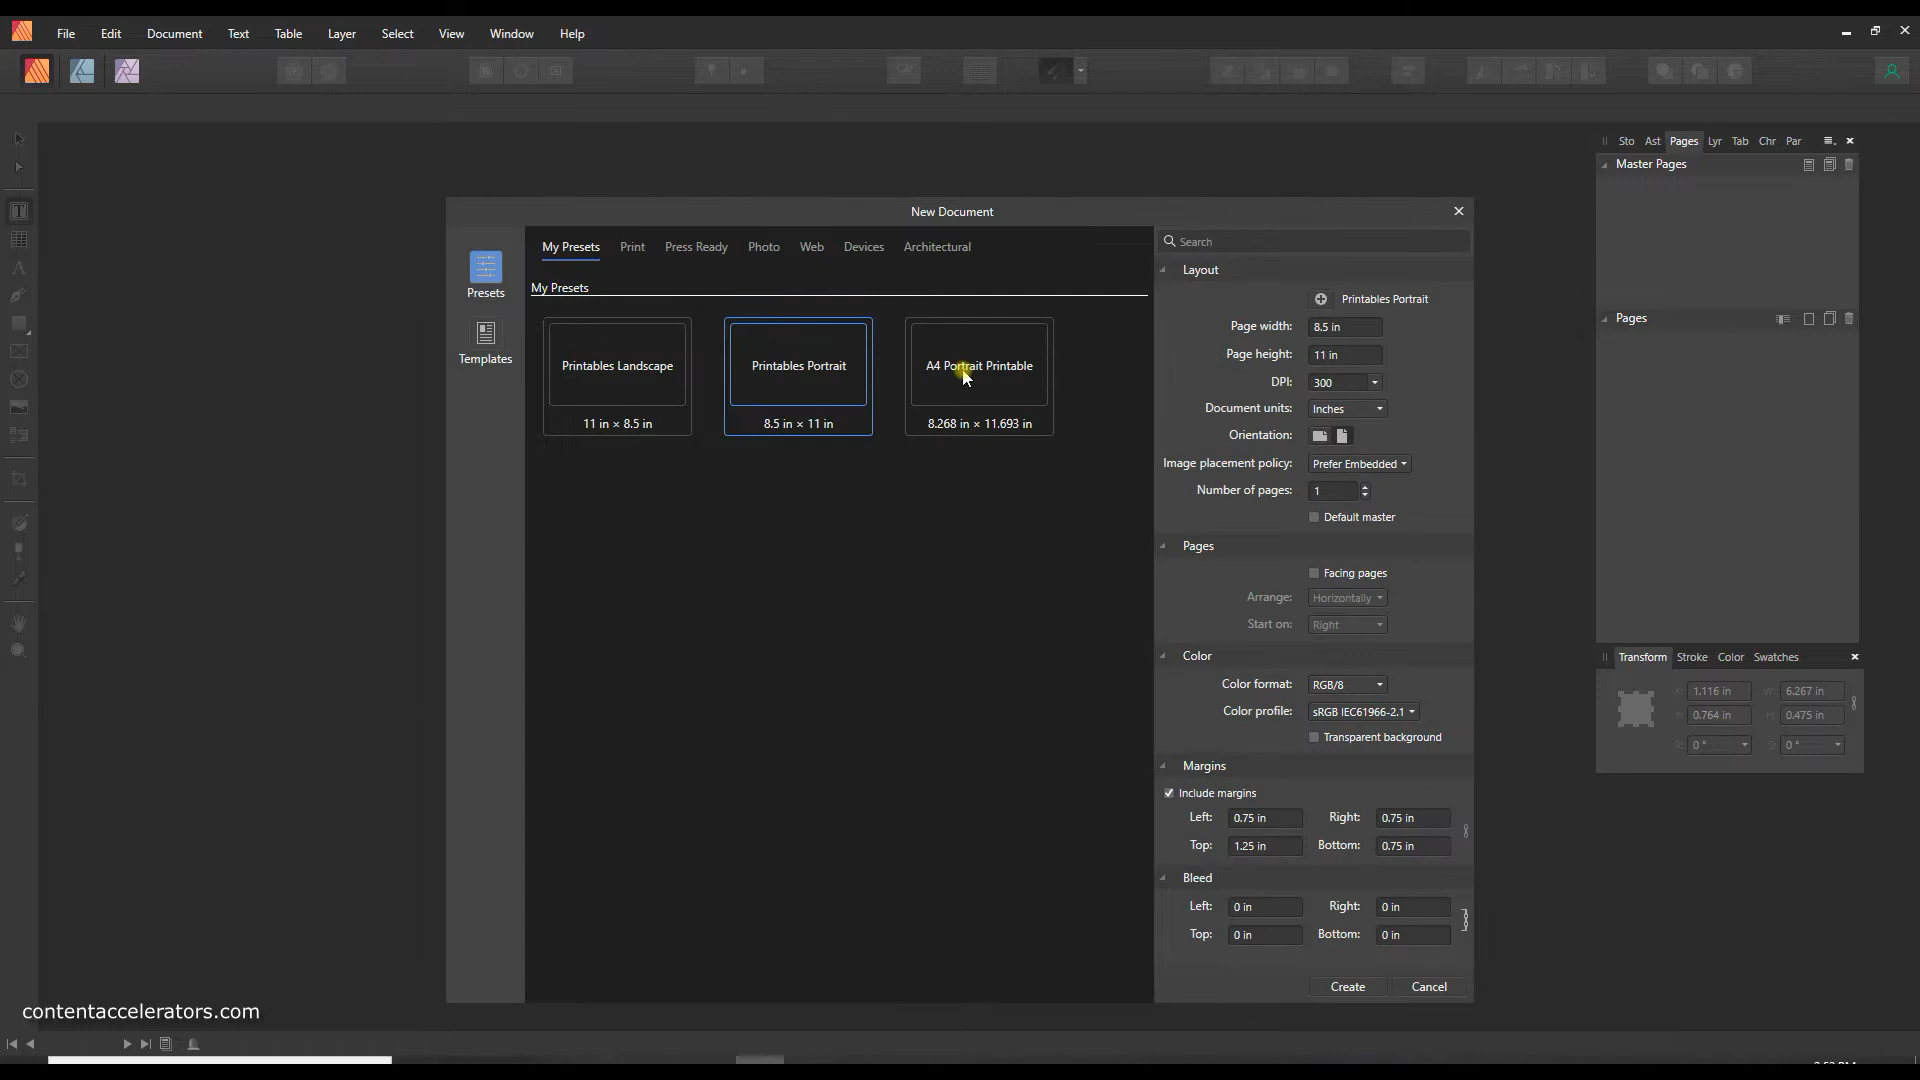 File Edit Document Text Table Layer Select View Window Help
Sto Ast Pages Lyr Tab Chr Par
Master Pages
Pages
New Document
Presets
Templates
My Presets Print Press Ready Photo Web Devices Architectural
My Presets
Printables Landscape
11 in × 8.5 in
Printables Portrait
8.5 in × 11 in
A4 Portrait Printable
8.268 in × 11.693 in
Search
Layout
Printables Portrait
Page width: 8.5 in
Page height: 11 in
DPI: 300
Document units: Inches
Orientation:
Image placement policy: Prefer Embedded
Number of pages: 1
Default master
Pages
Facing pages
Arrange: Horizontally
Start on: Right
Color
Color format: RGB/8
Color profile: sRGB IEC61966-2.1
Transparent background
Margins
Include margins
Left: 0.75 in Right: 0.75 in
Top: 1.25 in Bottom: 0.75 in
Bleed
Left: 0 in Right: 0 in
Top: 0 in Bottom: 0 in
Create Cancel
Transform Stroke Color Swatches
1.116 in 6.267 in
0.764 in 0.475 in
0 ° 0 °
contentaccelerators.com